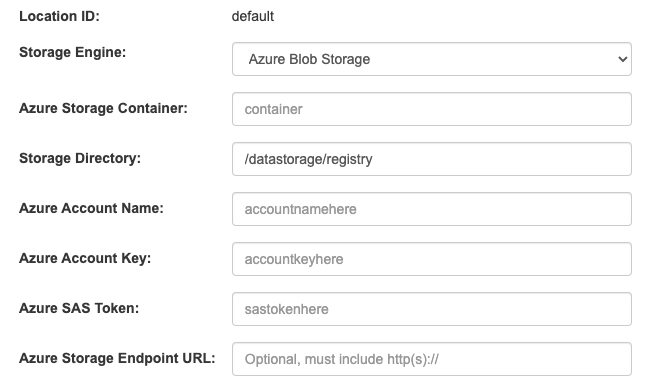 Location ID: default
Storage Engine: Azure Blob Storage
Azure Storage Container: container
Storage Directory: /datastorage/registry
Azure Account Name: accountnamehere
Azure Account Key: accountkeyhere
Azure SAS Token: sastokenhere
Azure Storage Endpoint URL: Optional, must include http(s)://